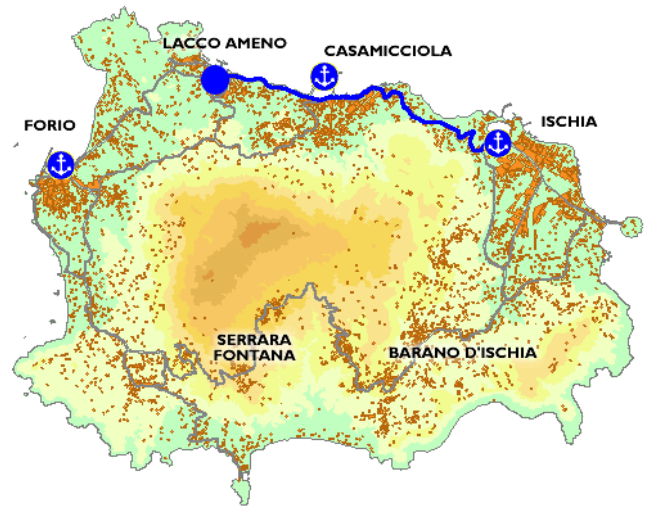 LACCO AMENO
CASAMICCIOLA
ISCHIA
FORIO
SERRARA
FONTANA
BARANO D'ISCHIA